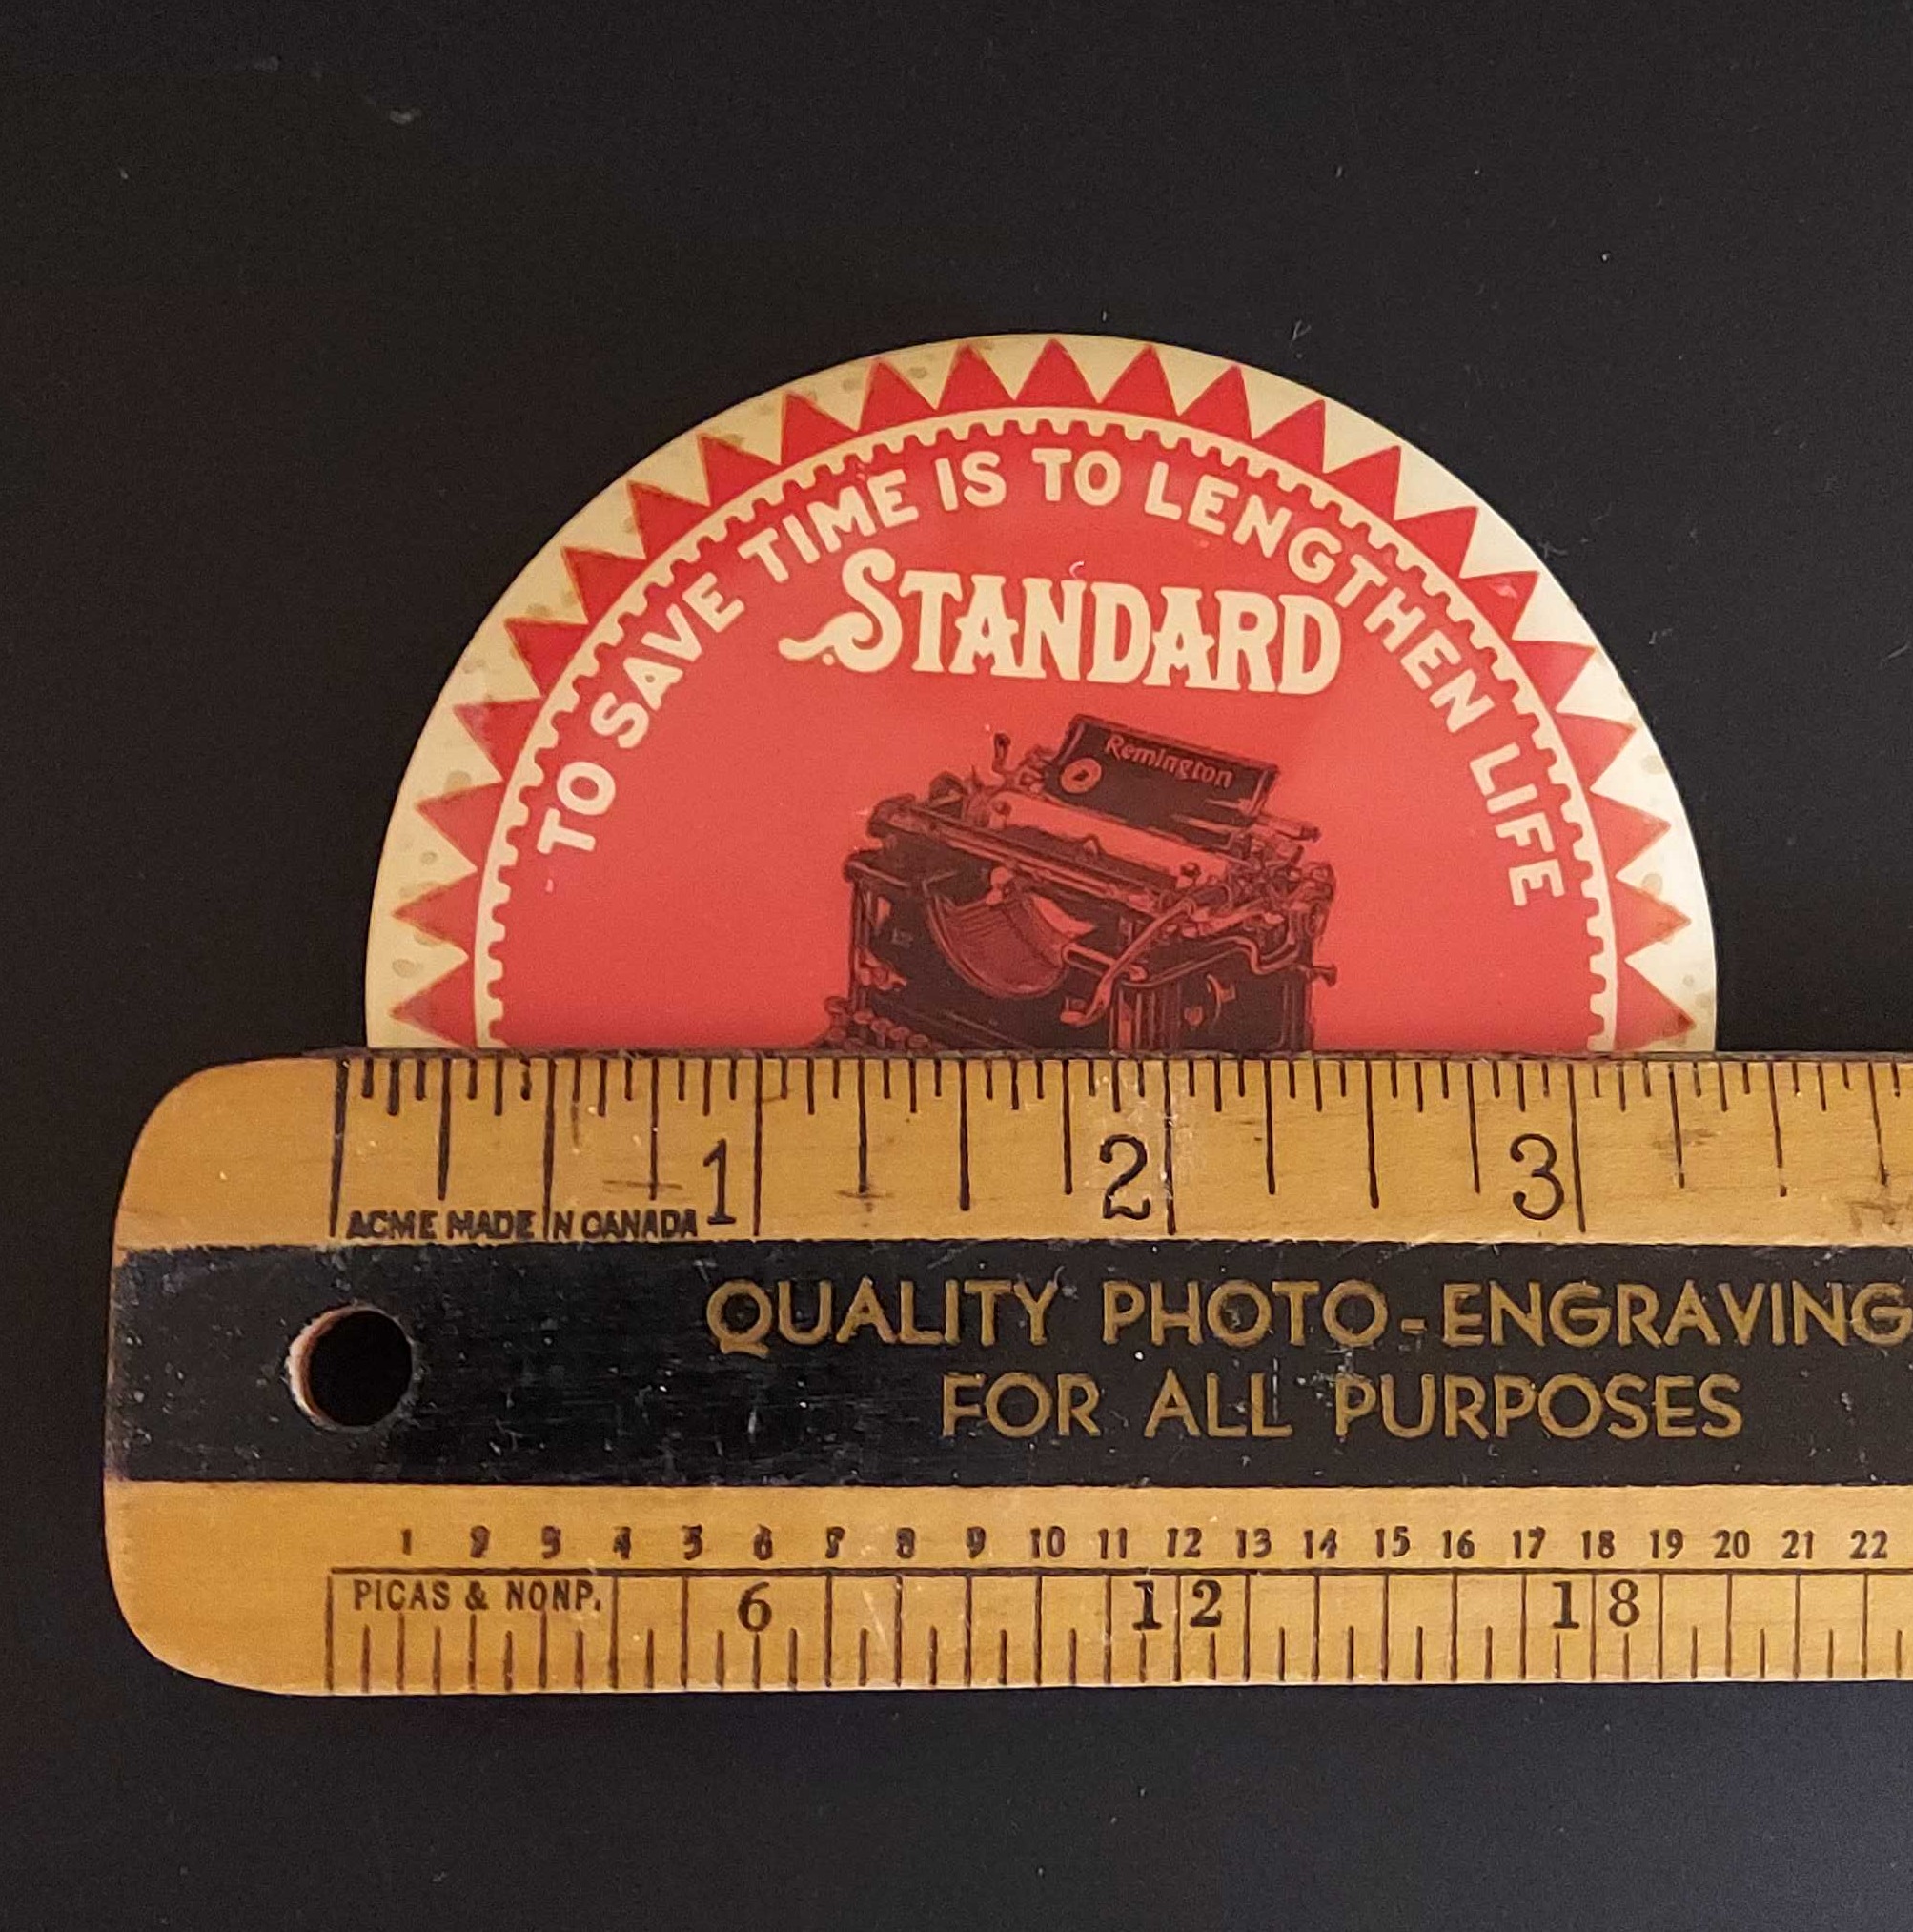 TO SAVE TIME IS TO LENGTHEN LIFE
STANDARD
Remington
1 2 3
ACME MADE IN CANADA
QUALITY PHOTO-ENGRAVING
FOR ALL PURPOSES
1 2 3 4 5 6 7 8 9 10 11 12 13 14 15 16 17 18 19 20 21 22
PICAS & NONP. 6 12 18